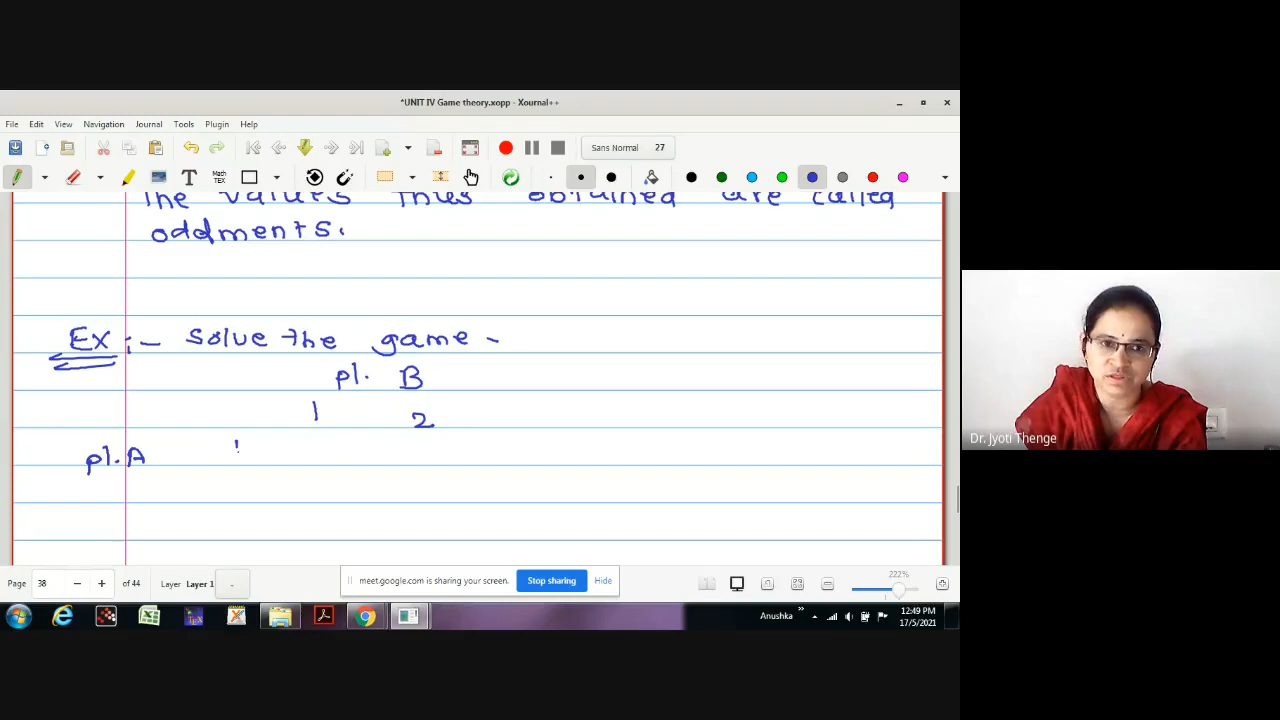 *UNIT IV Game theory.xopp - Xournal++
File Edit View Navigation Journal Tools Plugin Help
Sans Normal 27
Math TEX
The values thus obtained are called
oddments.
Ex :- Solve the game -
pl. B
1 2
pl. A
Dr. Jyoti Thenge
Page 38 of 44 Layer Layer 1
meet.google.com is sharing your screen. Stop sharing Hide
222%
Anushka
12:49 PM
17/5/2021